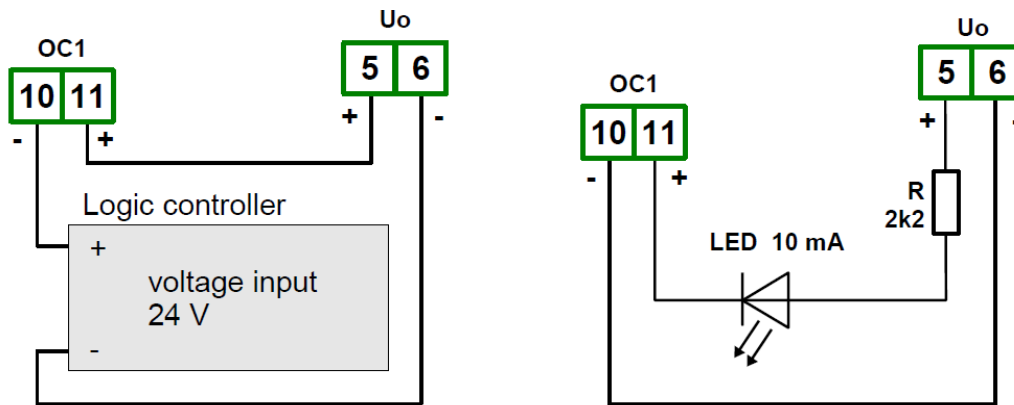 OC1
10 11
- +
Uo
5 6
+ -
Logic controller
+
voltage input
24 V
-
OC1
10 11
- +
Uo
5 6
+ -
R
2k2
LED 10 mA